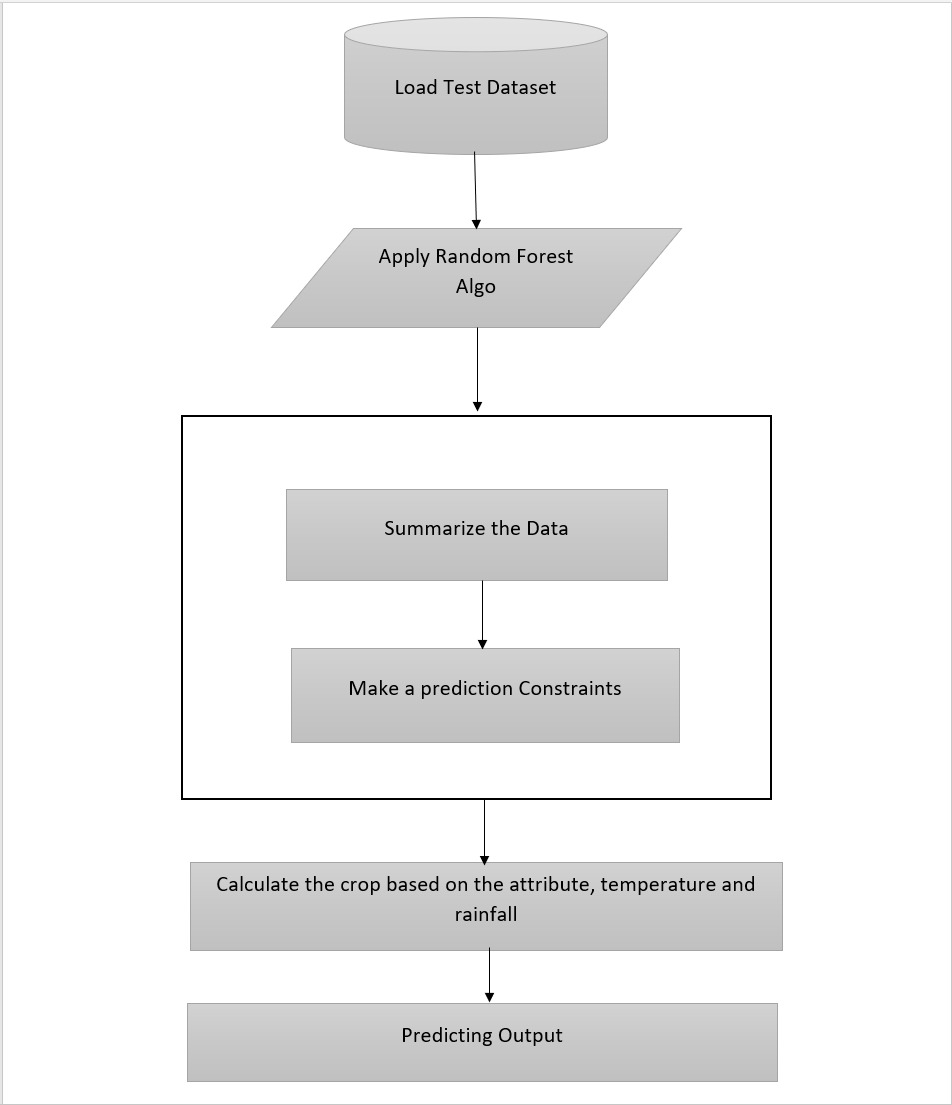 Load Test Dataset
Apply Random Forest
Algo
Summarize the Data
Make a prediction Constraints
Calculate the crop based on the attribute, temperature and
rainfall
Predicting Output